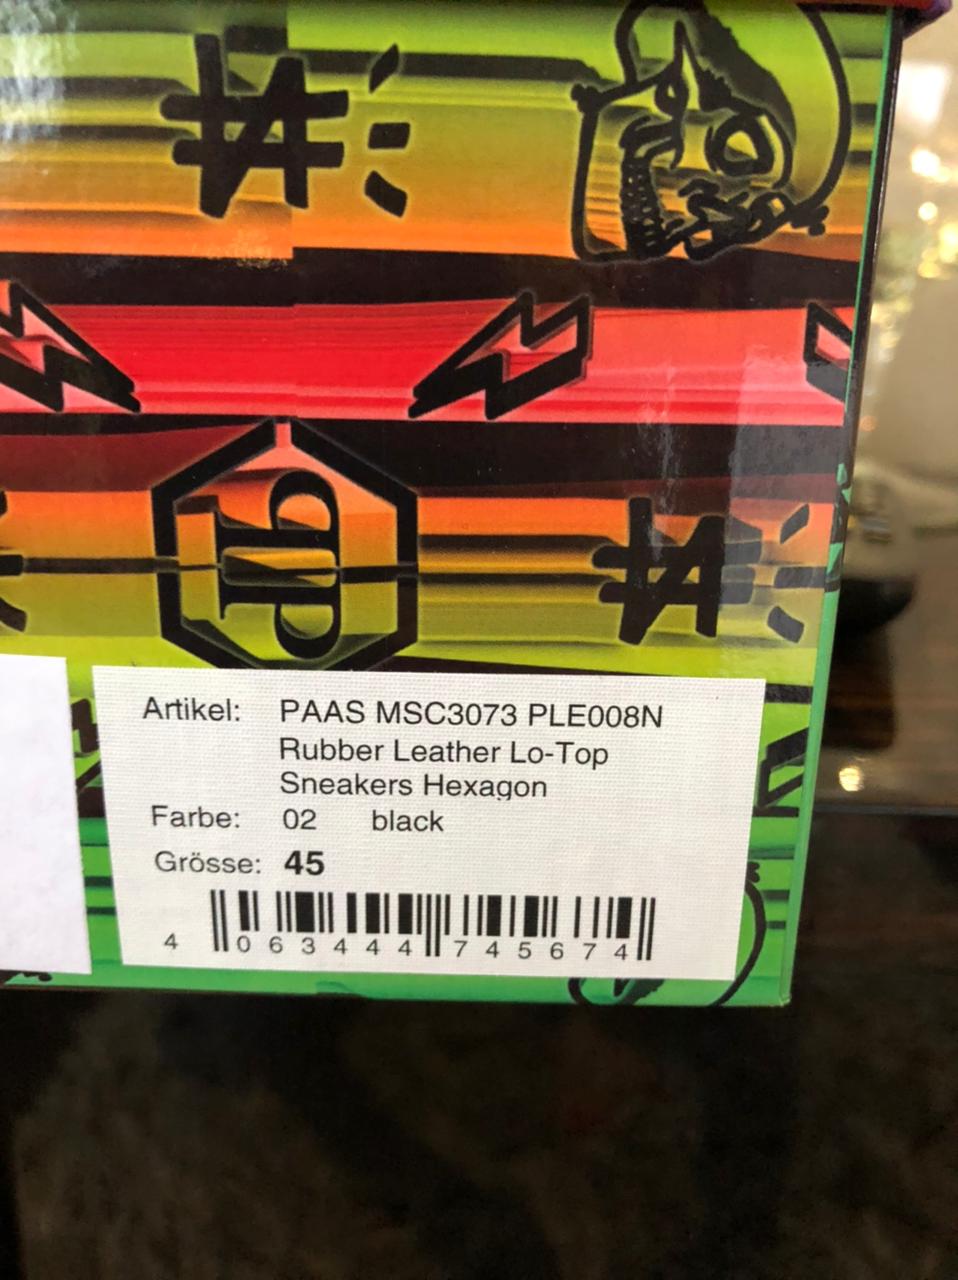 Artikel: PAAS MSC3073 PLE008N
Rubber Leather Lo-Top
Sneakers Hexagon
Farbe: 02 black
Grösse: 45
4 063444 745674